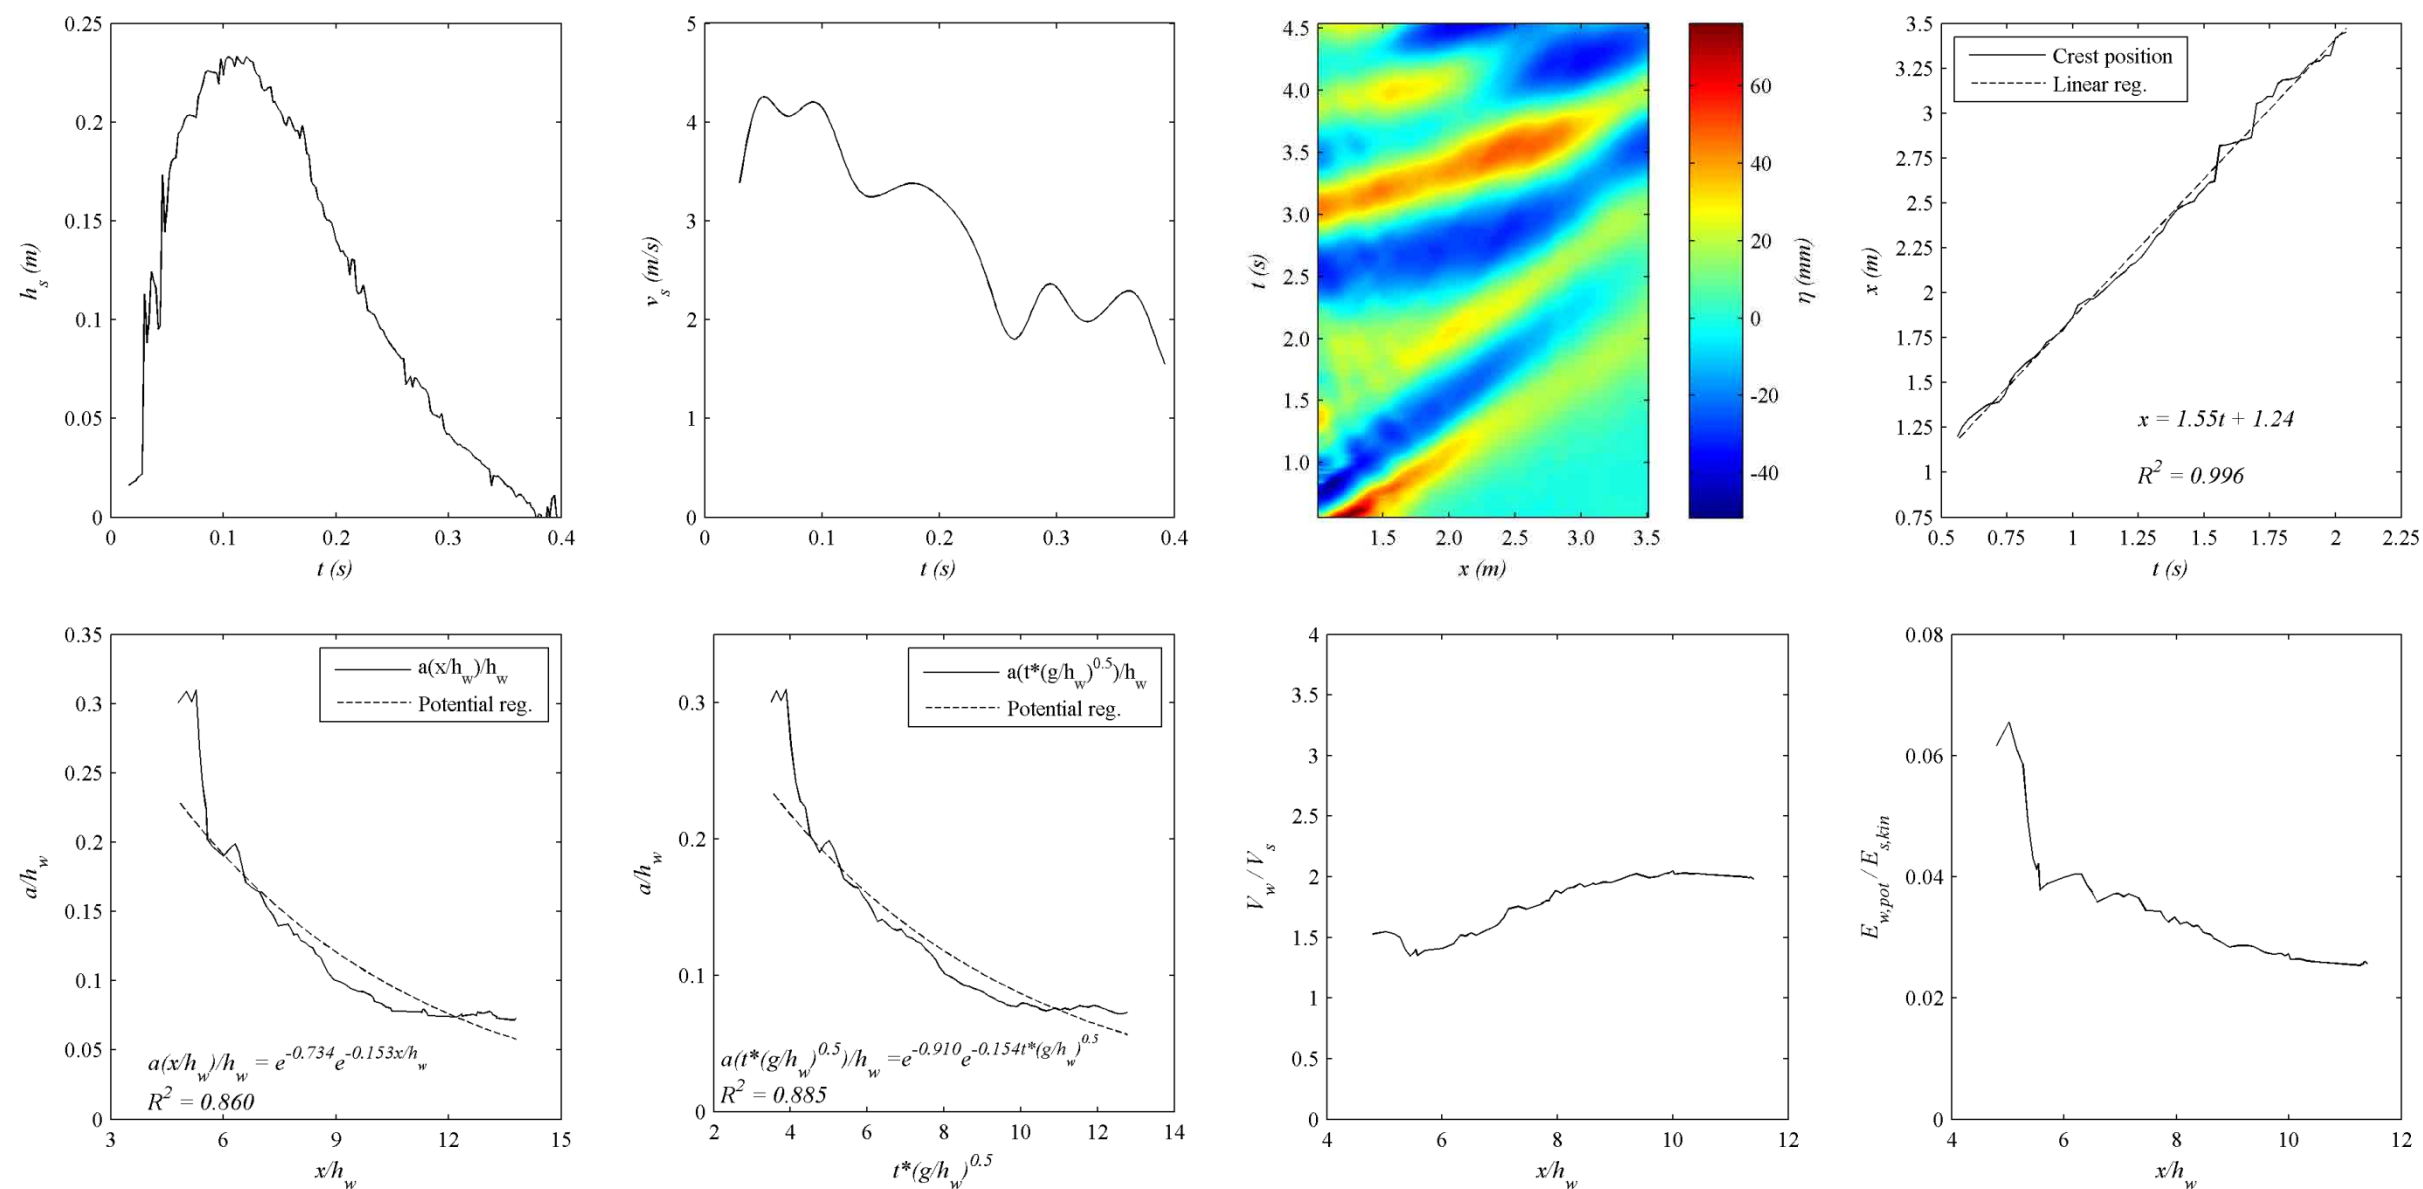 0.25
0.2
0.15
0.1
0.05
0
0 0.1 0.2 0.3 0.4
h_s (m)
t (s)
5
4
3
2
1
0
0 0.1 0.2 0.3 0.4
v_s (m/s)
t (s)
4.5
4.0
3.5
3.0
2.5
2.0
1.5
1.0
1.5 2.0 2.5 3.0 3.5
t (s)
x (m)
60
40
20
0
-20
-40
η (mm)
3.5
3.25
3
2.75
2.5
2.25
2
1.75
1.5
1.25
1
0.75
0.5 0.75 1 1.25 1.5 1.75 2 2.25
x (m)
t (s)
Crest position
Linear reg.
x = 1.55t + 1.24
R^2 = 0.996
0.35
0.3
0.25
0.2
0.15
0.1
0.05
0
3 6 9 12 15
a/h_w
x/h_w
a(x/h_w)/h_w
Potential reg.
a(x/h_w)/h_w = e^-0.734 e^-0.153x/h_w
R^2 = 0.860
0.3
0.2
0.1
0
2 4 6 8 10 12 14
a/h_w
t*(g/h_w)^0.5
a(t*(g/h_w)^0.5)/h_w
Potential reg.
a(t*(g/h_w)^0.5)/h_w =e^-0.910 e^-0.154t*(g/h_w)^0.5
R^2 = 0.885
4
3.5
3
2.5
2
1.5
1
0.5
0
4 6 8 10 12
V_w / V_s
x/h_w
0.08
0.06
0.04
0.02
0
4 6 8 10 12
E_w,pot / E_s,kin
x/h_w